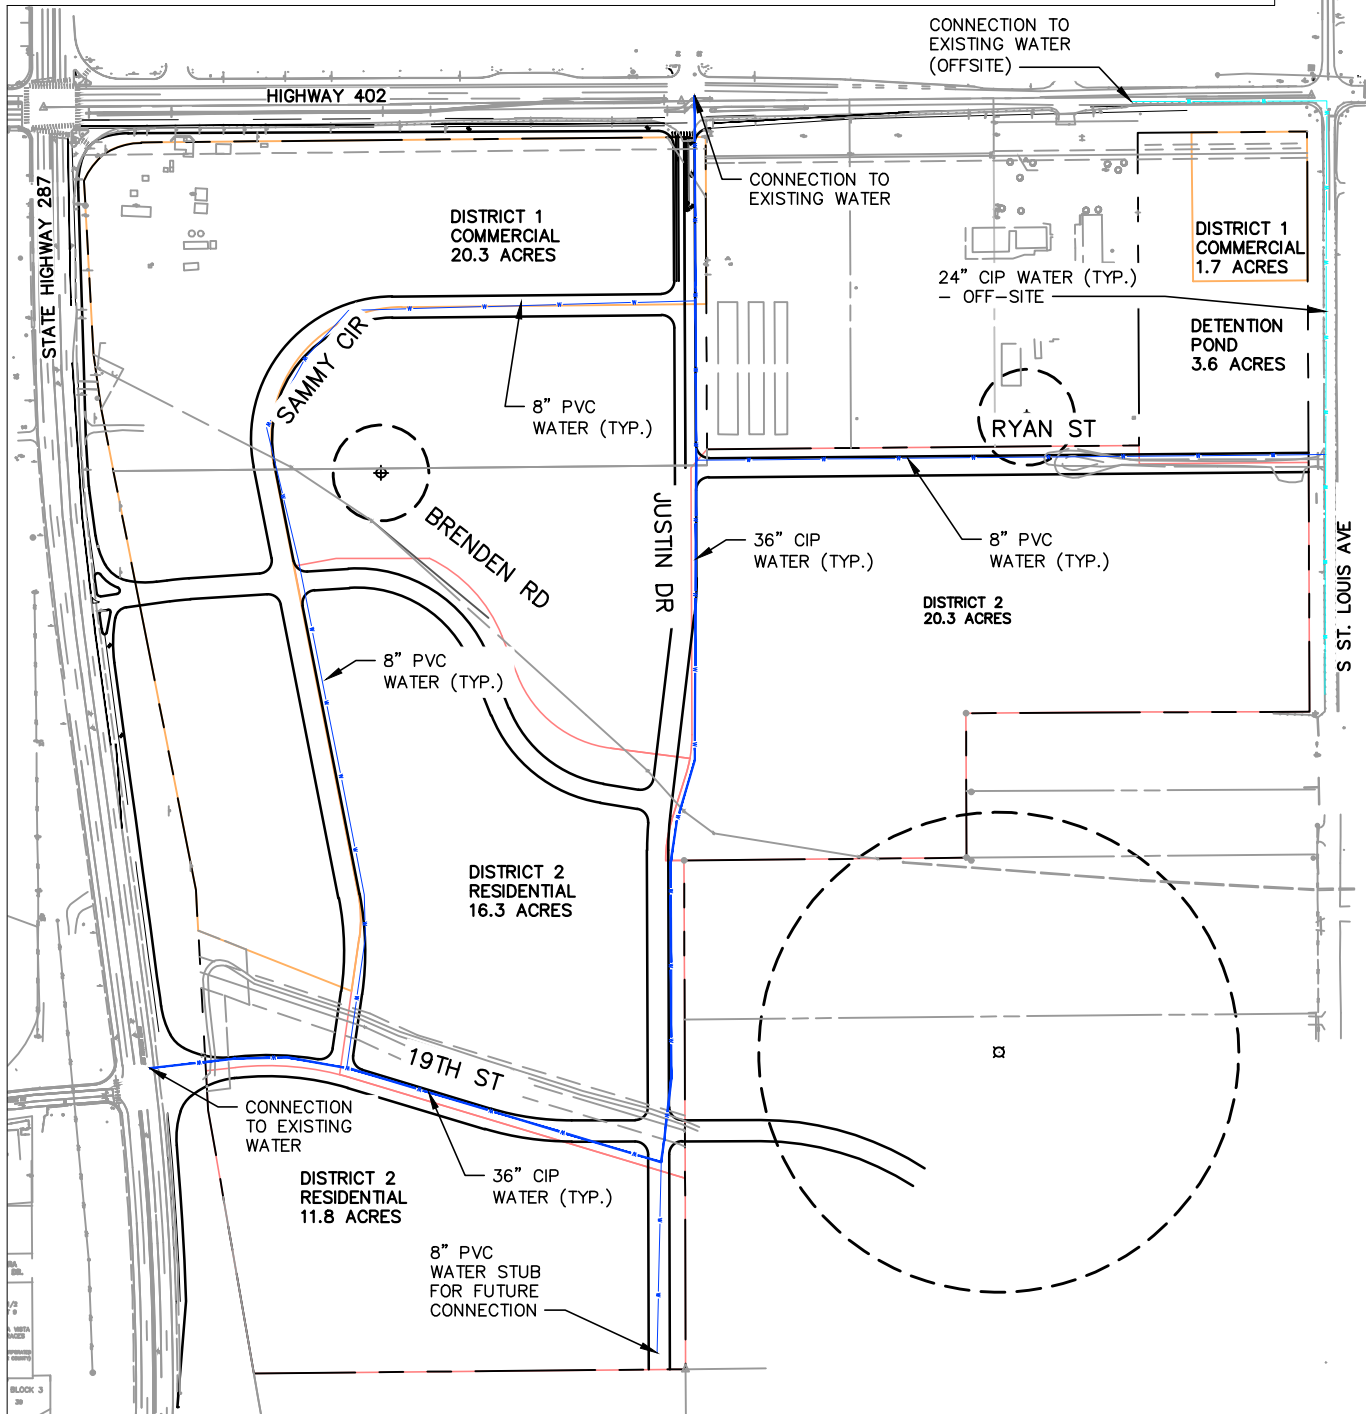 CONNECTION TO
EXISTING WATER
(OFFSITE)
HIGHWAY 402
STATE HIGHWAY 287
CONNECTION TO
EXISTING WATER
DISTRICT 1
COMMERCIAL
20.3 ACRES
DISTRICT 1
COMMERCIAL
1.7 ACRES
24" CIP WATER (TYP.)
- OFF-SITE
DETENTION
POND
3.6 ACRES
SAMMY CIR
8" PVC
WATER (TYP.)
RYAN ST
BRENDEN RD
JUSTIN DR
36" CIP
WATER (TYP.)
8" PVC
WATER (TYP.)
S ST. LOUIS AVE
DISTRICT 2
20.3 ACRES
8" PVC
WATER (TYP.)
DISTRICT 2
RESIDENTIAL
16.3 ACRES
19TH ST
CONNECTION
TO EXISTING
WATER
DISTRICT 2
RESIDENTIAL
11.8 ACRES
36" CIP
WATER (TYP.)
8" PVC
WATER STUB
FOR FUTURE
CONNECTION
BLOCK 3
39